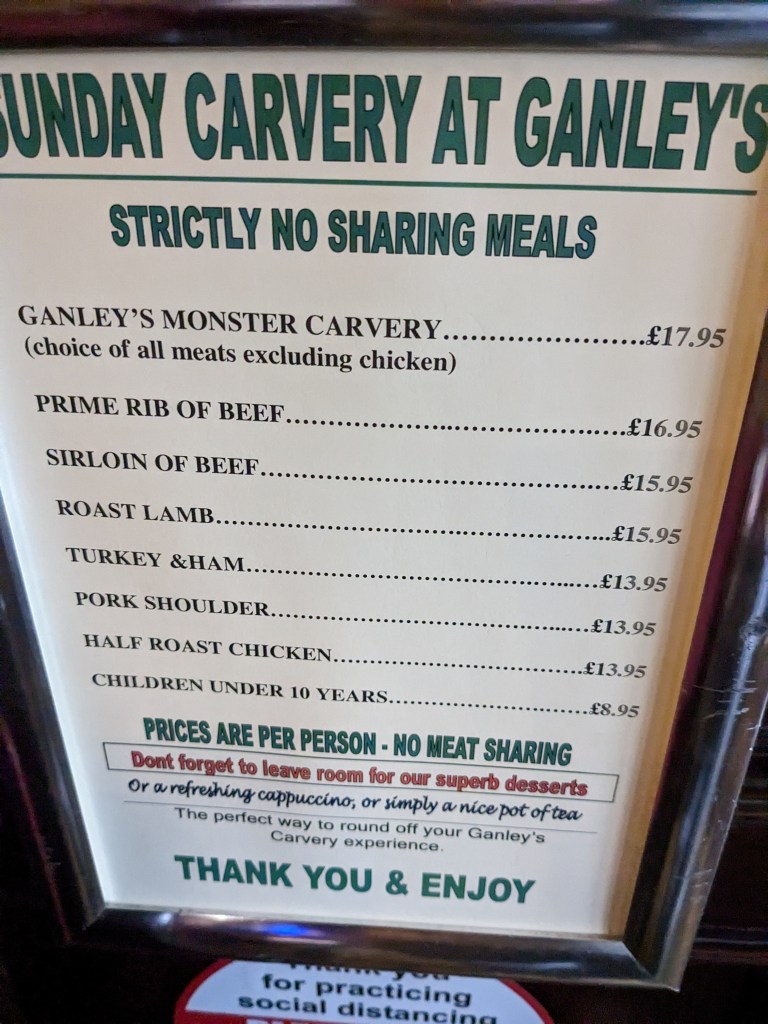 SUNDAY CARVERY AT GANLEY'S
STRICTLY NO SHARING MEALS
GANLEY'S MONSTER CARVERY.......................£17.95
(choice of all meats excluding chicken)
PRIME RIB OF BEEF.............................................£16.95
SIRLOIN OF BEEF................................................£15.95
ROAST LAMB.....................................................£15.95
TURKEY &HAM................................................£13.95
PORK SHOULDER.............................................£13.95
HALF ROAST CHICKEN....................................£13.95
CHILDREN UNDER 10 YEARS............................£8.95
PRICES ARE PER PERSON - NO MEAT SHARING
Dont forget to leave room for our superb desserts
Or a refreshing cappuccino, or simply a nice pot of tea
The perfect way to round off your Ganley's
Carvery experience.
THANK YOU & ENJOY
Thank you
for practicing
social distancing